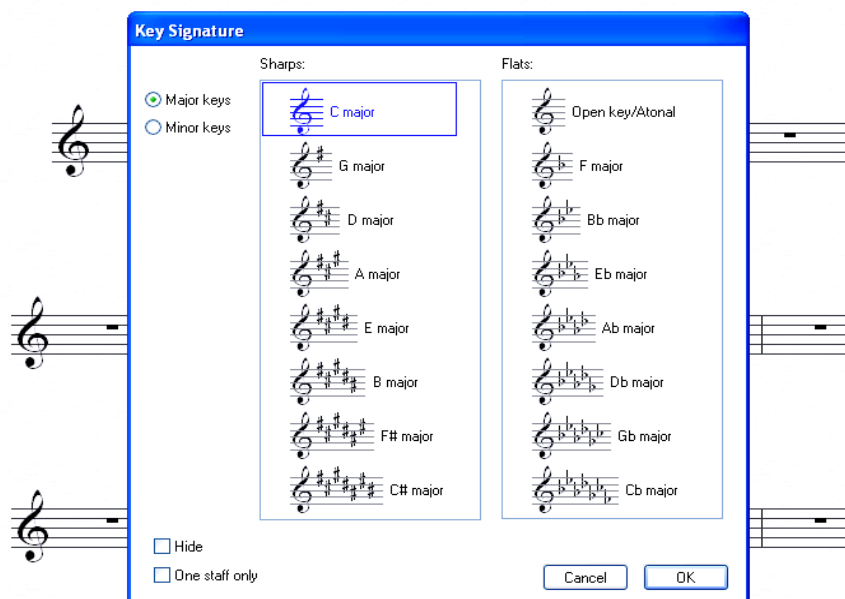 Key Signature
Sharps:
Flats:
Major keys
Minor keys
C major
G major
D major
A major
E major
B major
F# major
C# major
Open key/Atonal
F major
Bb major
Eb major
Ab major
Db major
Gb major
Cb major
Hide
One staff only
Cancel
OK